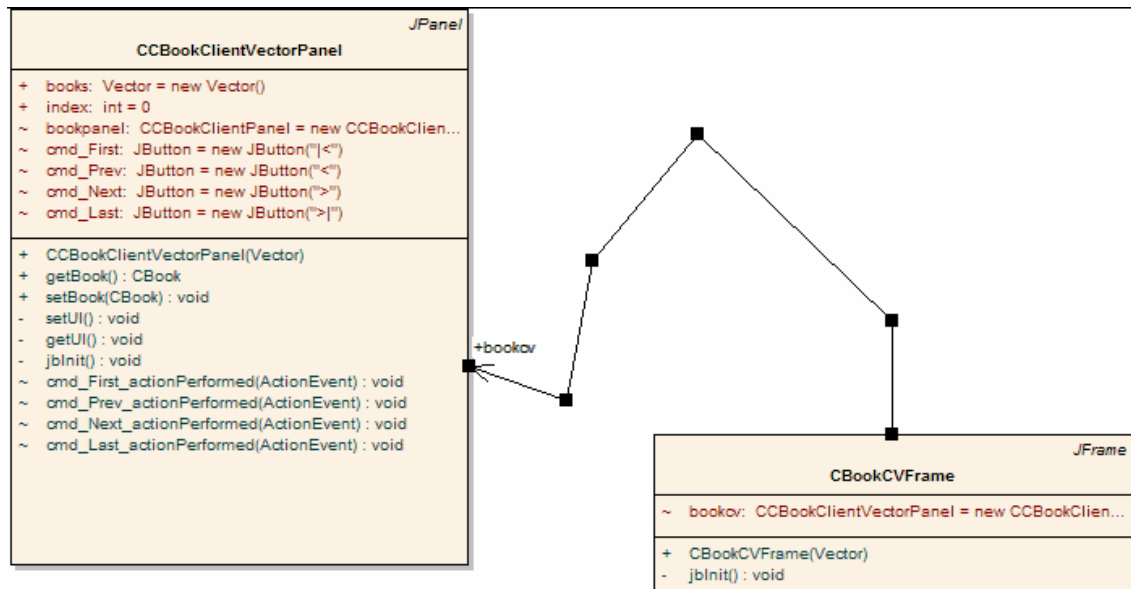 JPanel
CCBookClientVectorPanel
+ books: Vector = new Vector()
+ index: int = 0
~ bookpanel: CCBookClientPanel = new CCBookClien...
~ cmd_First: JButton = new JButton("|<")
~ cmd_Prev: JButton = new JButton("<")
~ cmd_Next: JButton = new JButton(">")
~ cmd_Last: JButton = new JButton(">|")
+ CCBookClientVectorPanel(Vector)
+ getBook() : CBook
+ setBook(CBook) : void
- setUI() : void
- getUI() : void
- jbInit() : void
~ cmd_First_actionPerformed(ActionEvent) : void
~ cmd_Prev_actionPerformed(ActionEvent) : void
~ cmd_Next_actionPerformed(ActionEvent) : void
~ cmd_Last_actionPerformed(ActionEvent) : void
+bookcv
JFrame
CBookCVFrame
~ bookcv: CCBookClientVectorPanel = new CCBookClien...
+ CBookCVFrame(Vector)
- jbInit() : void